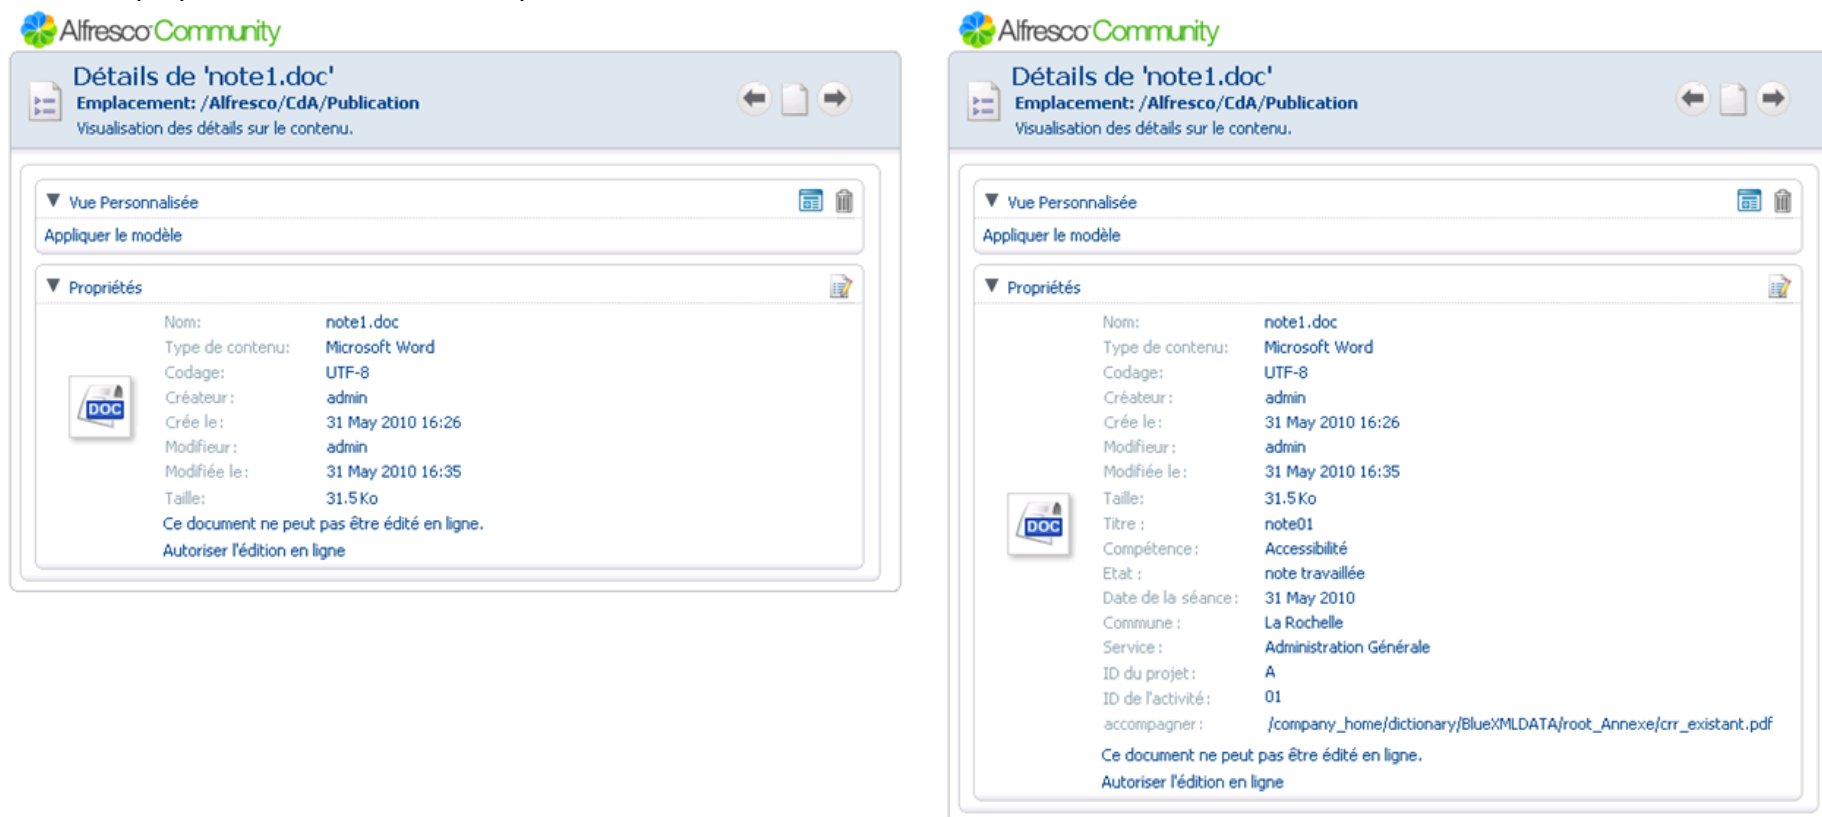 Alfresco Community
Détails de 'note1.doc'
Emplacement: /Alfresco/CdA/Publication
Visualisation des détails sur le contenu.
Vue Personnalisée
Appliquer le modèle
Propriétés
Nom: note1.doc
Type de contenu: Microsoft Word
Codage: UTF-8
Créateur: admin
Crée le: 31 May 2010 16:26
Modifieur: admin
Modifiée le: 31 May 2010 16:35
Taille: 31.5 Ko
DOC
Ce document ne peut pas être édité en ligne.
Autoriser l'édition en ligne
Alfresco Community
Détails de 'note1.doc'
Emplacement: /Alfresco/CdA/Publication
Visualisation des détails sur le contenu.
Vue Personnalisée
Appliquer le modèle
Propriétés
Nom: note1.doc
Type de contenu: Microsoft Word
Codage: UTF-8
Créateur: admin
Crée le: 31 May 2010 16:26
Modifieur: admin
Modifiée le: 31 May 2010 16:35
Taille: 31.5 Ko
DOC
Titre : note01
Compétence: Accessibilité
Etat : note travaillée
Date de la séance: 31 May 2010
Commune : La Rochelle
Service: Administration Générale
ID du projet: A
ID de l'activité: 01
accompagner: /company_home/dictionary/BlueXMLDATA/root_Annexe/crr_existant.pdf
Ce document ne peut pas être édité en ligne.
Autoriser l'édition en ligne